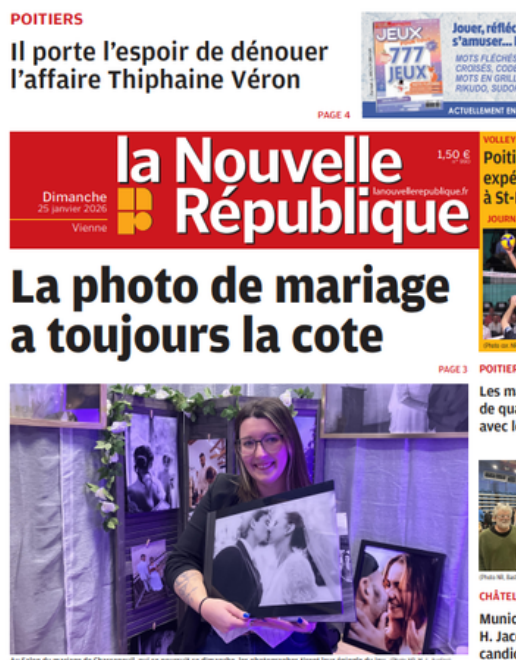 POITIERS
Il porte l'espoir de dénouer
l'affaire Thiphaine Véron
PAGE 4
JEUX
777
JEUX
Jouer, réfléc
s'amuser...
MOTS FLÉCHÉS
CROISÉS, CODÉ
MOTS EN GRILL
RIKUDO, SUDO
ACTUELLEMENT EN
la Nouvelle
République
1,50 €
lanouvellerepublique.fr
Dimanche
25 janvier 2026
Vienne
VOLLEY
Poiti
expé
à St-
JOURN
La photo de mariage
a toujours la cote
PAGE 3
POITIER
Les m
de qua
avec l
CHÂTEL
Munic
H. Jac
candi